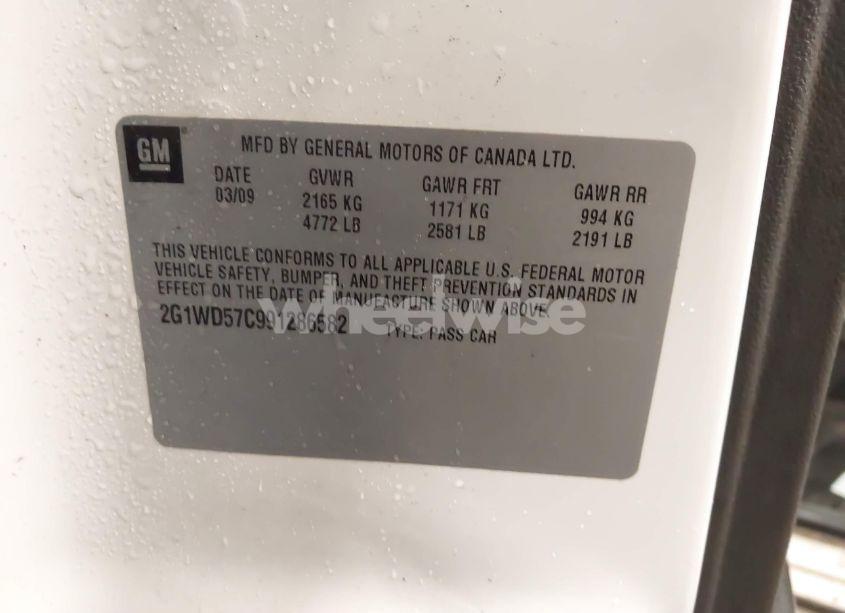 GM
MFD BY GENERAL MOTORS OF CANADA LTD.
DATE GVWR GAWR FRT GAWR RR
03/09 2165 KG 1171 KG 994 KG
4772 LB 2581 LB 2191 LB
THIS VEHICLE CONFORMS TO ALL APPLICABLE U.S. FEDERAL MOTOR
VEHICLE SAFETY, BUMPER, AND THEFT PREVENTION STANDARDS IN
EFFECT ON THE DATE OF MANUFACTURE SHOWN ABOVE.
2G1WD57C991286582 TYPE: PASS CAR
wheelwise